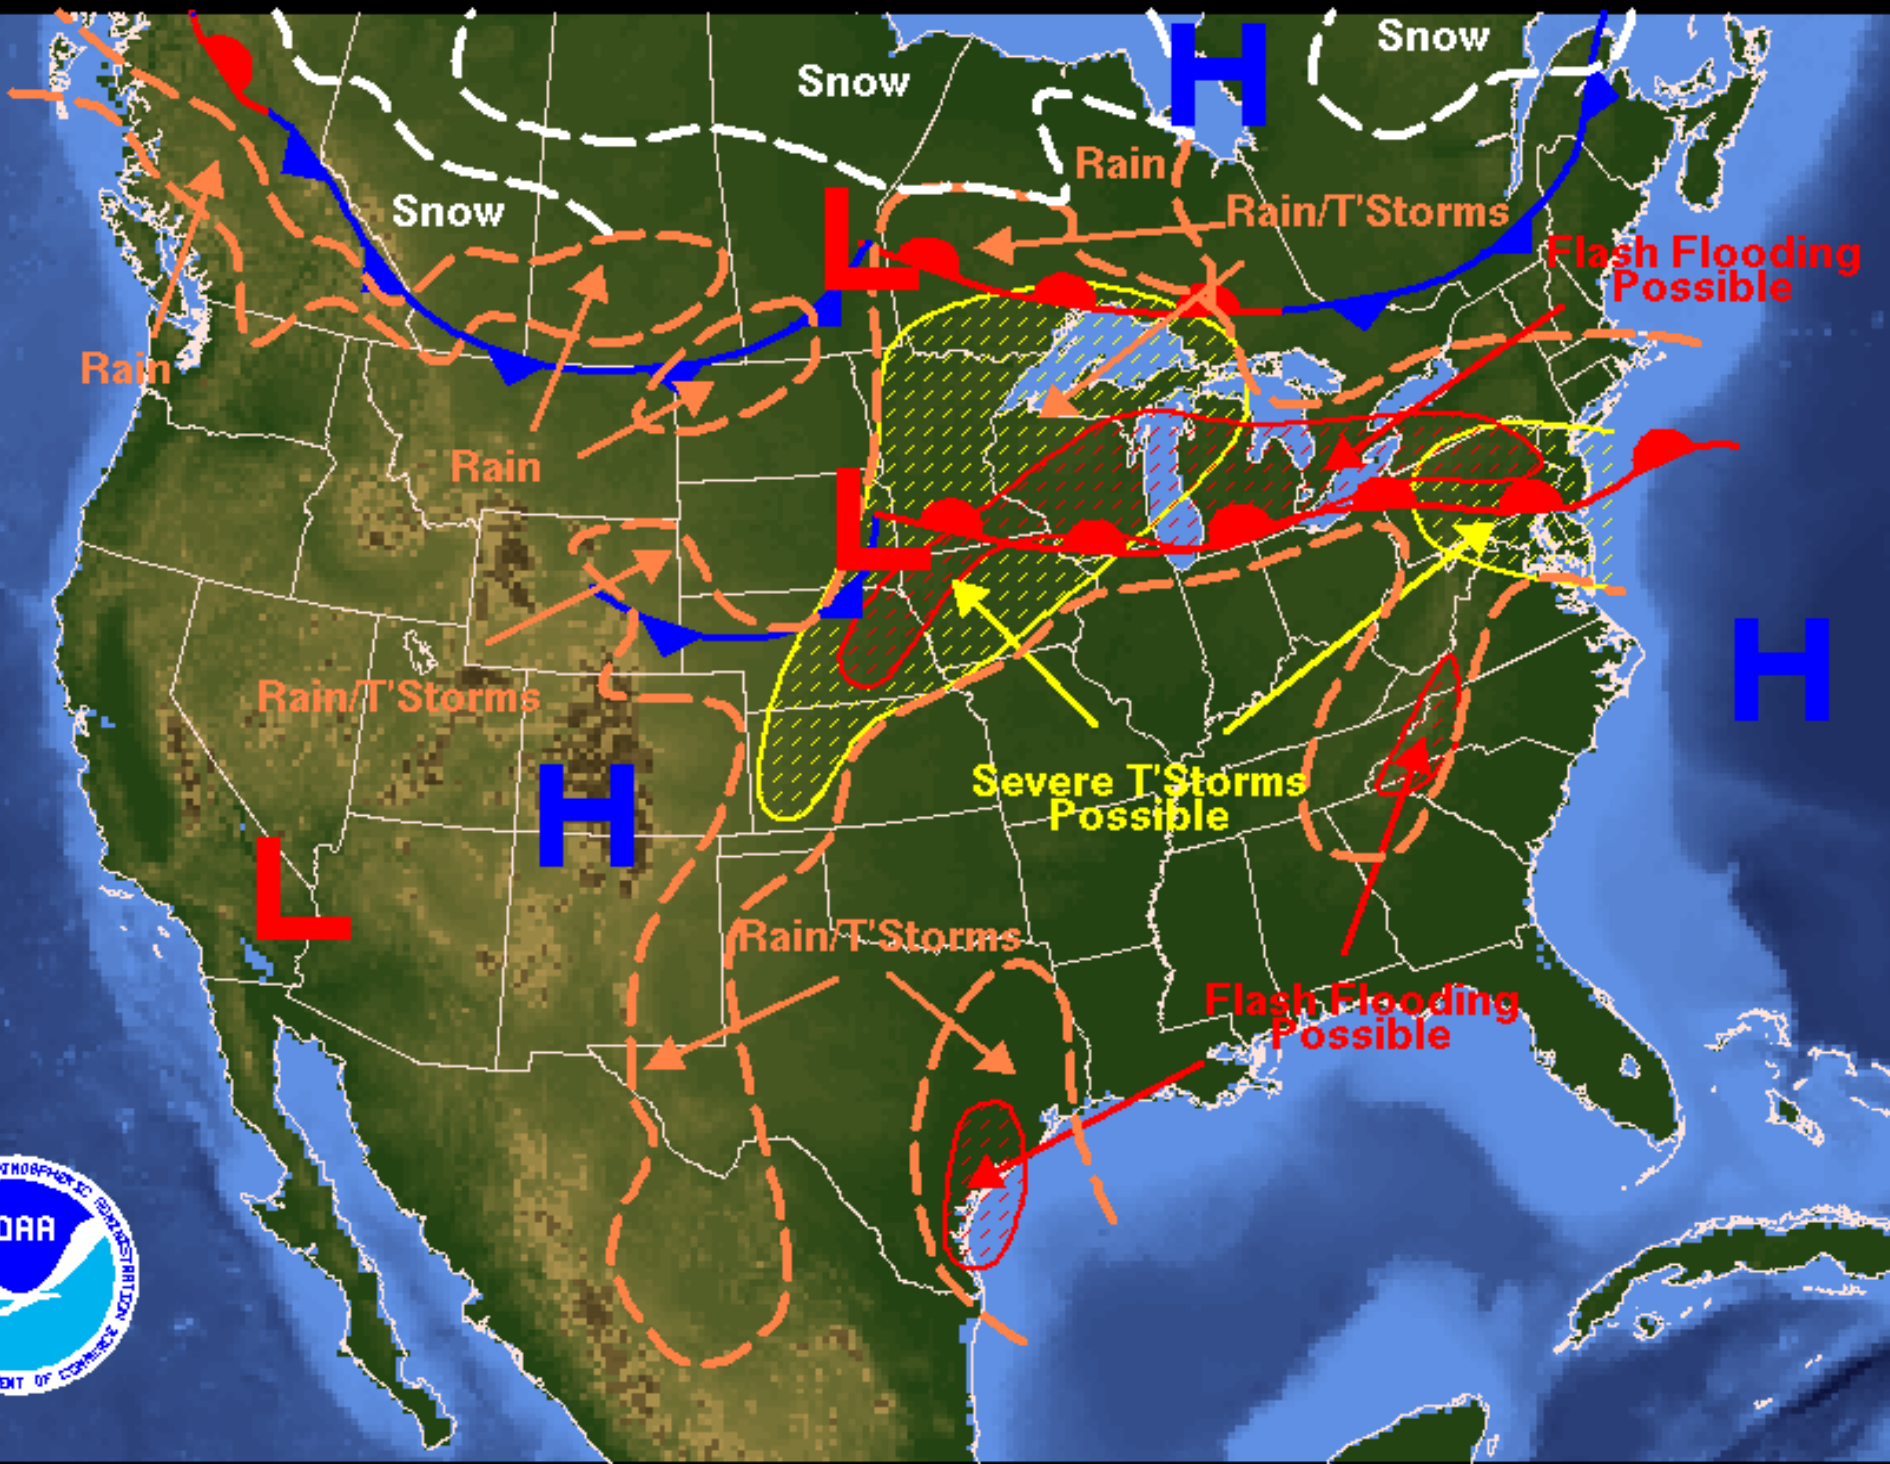 Snow
H
Snow
Rain
Snow
Rain/T'Storms
L
Flash Flooding
Possible
Rain
Rain
L
H
Rain/T'Storms
H
Severe T'Storms
Possible
L
Rain/T'Storms
Flash Flooding
Possible